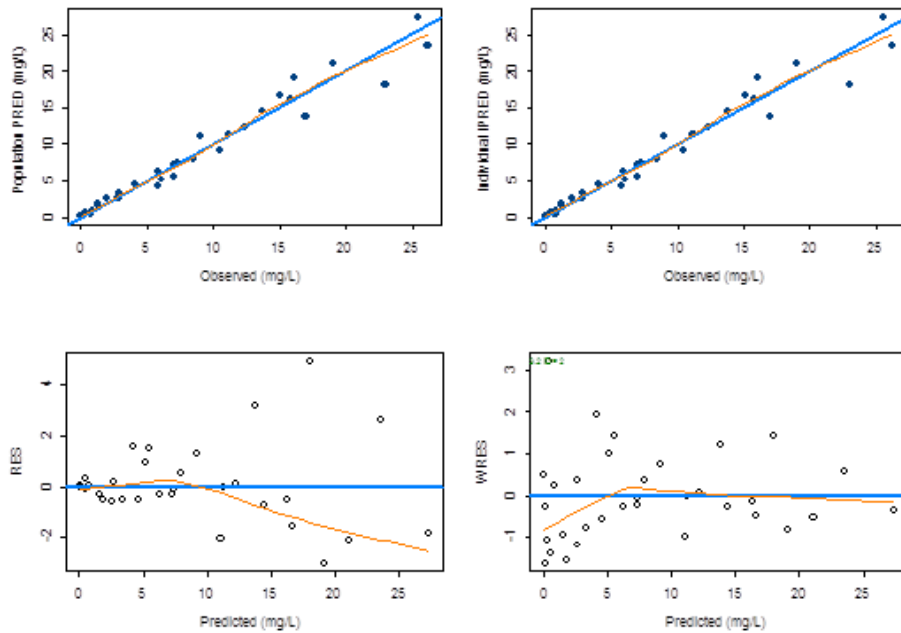 Population PRED (mg/L)
0 5 10 15 20 25
0 5 10 15 20 25
Observed (mg/L)
Individual IPRED (mg/L)
0 5 10 15 20 25
0 5 10 15 20 25
Observed (mg/L)
RES
-2 0 2 4
0 5 10 15 20 25
Predicted (mg/L)
WRES
-1 0 1 2 3
0 5 10 15 20 25
Predicted (mg/L)